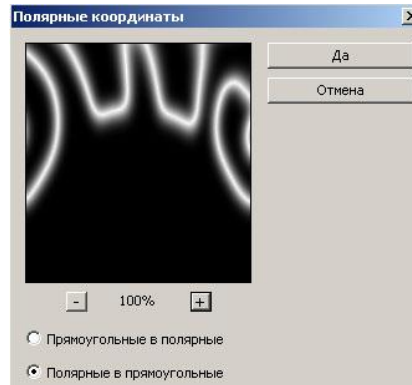 Полярные координаты
Да
Отмена
- 100% +
Прямоугольные в полярные
Полярные в прямоугольные